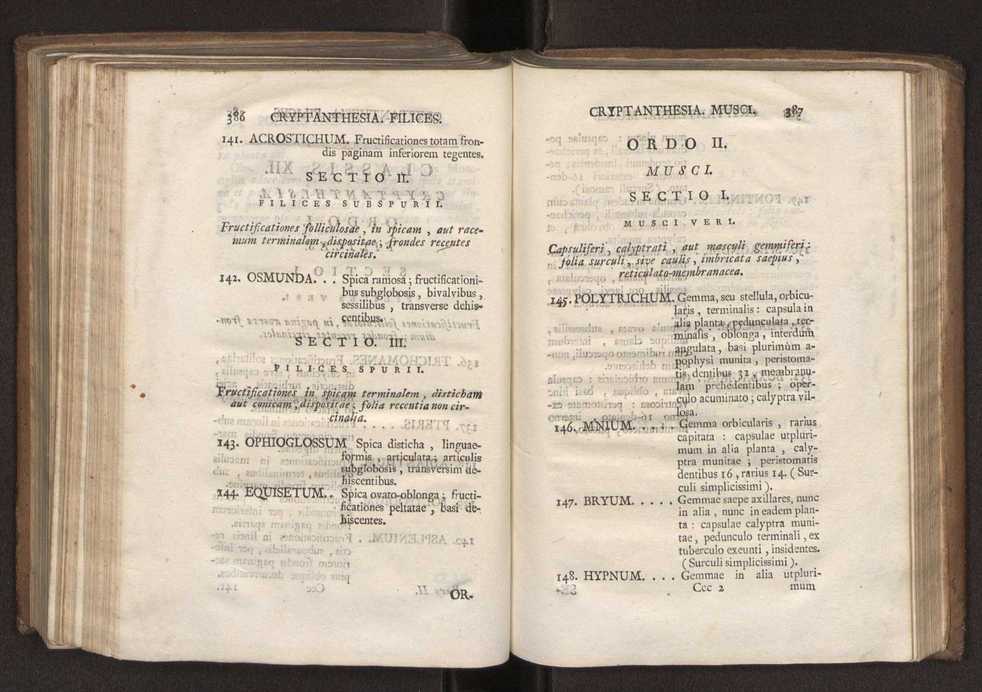 386 CRYPTANTHESIA. FILICES.
141. ACROSTICHUM. Fructificationes totam fron-
dis paginam inferiorem tegentes.
SECTIO II.
FILICES SUBSPURII.
Fructificationes folliculosae, in spicam, aut race-
mum terminalem, dispositae; frondes recentes
circinales.
142. OSMUNDA. . . Spica ramosa; fructificationi-
bus subglobosis, bivalvibus,
sessilibus, transverse dehis-
centibus.
SECTIO. III.
FILICES SPURII.
Fructificationes in spicam terminalem, disticham
aut conicam, dispositae; folia recentia non cir-
cinalia.
143. OPHIOGLOSSUM Spica disticha, linguae-
formis, articulata; articulis
subglobosis, transversim de-
hiscentibus.
144. EQUISETUM. . Spica ovato-oblonga; fructi-
ficationes peltatae, basi de-
hiscentes.
OR-
CRYPTANTHESIA. MUSCI. 387
ORDO II.
MUSCI.
SECTIO I.
MUSCI VERI.
Capsuliferi, calyptrati, aut masculi gemmiferi;
folia surculi, sive caulis, imbricata saepius,
reticulato-membranacea.
145. POLYTRICHUM. Gemma, seu stellula, orbicu-
laris, terminalis: capsula in
alia planta, pedunculata, ter-
minalis, oblonga, interdum
angulata, basi plurimum a-
pophysi munita, peristoma-
tis dentibus 32, membranu-
lam prehedentibus; oper-
culo acuminato; calyptra vil-
losa.
146. MNIUM. . . . . Gemma orbicularis, rarius
capitata: capsulae utpluri-
mum in alia planta, caly-
ptra munitae; peristomatis
dentibus 16, rarius 14. (Sur-
culi simplicissimi).
147. BRYUM. . . . . Gemmae saepe axillares, nunc
in alia, nunc in eadem plan-
ta: capsulae calyptra muni-
tae, pedunculo terminali, ex
tuberculo exeunti, insidentes.
(Surculi simplicissimi).
148. HYPNUM. . . . Gemmae in alia utpluri-
Ccc 2 mum